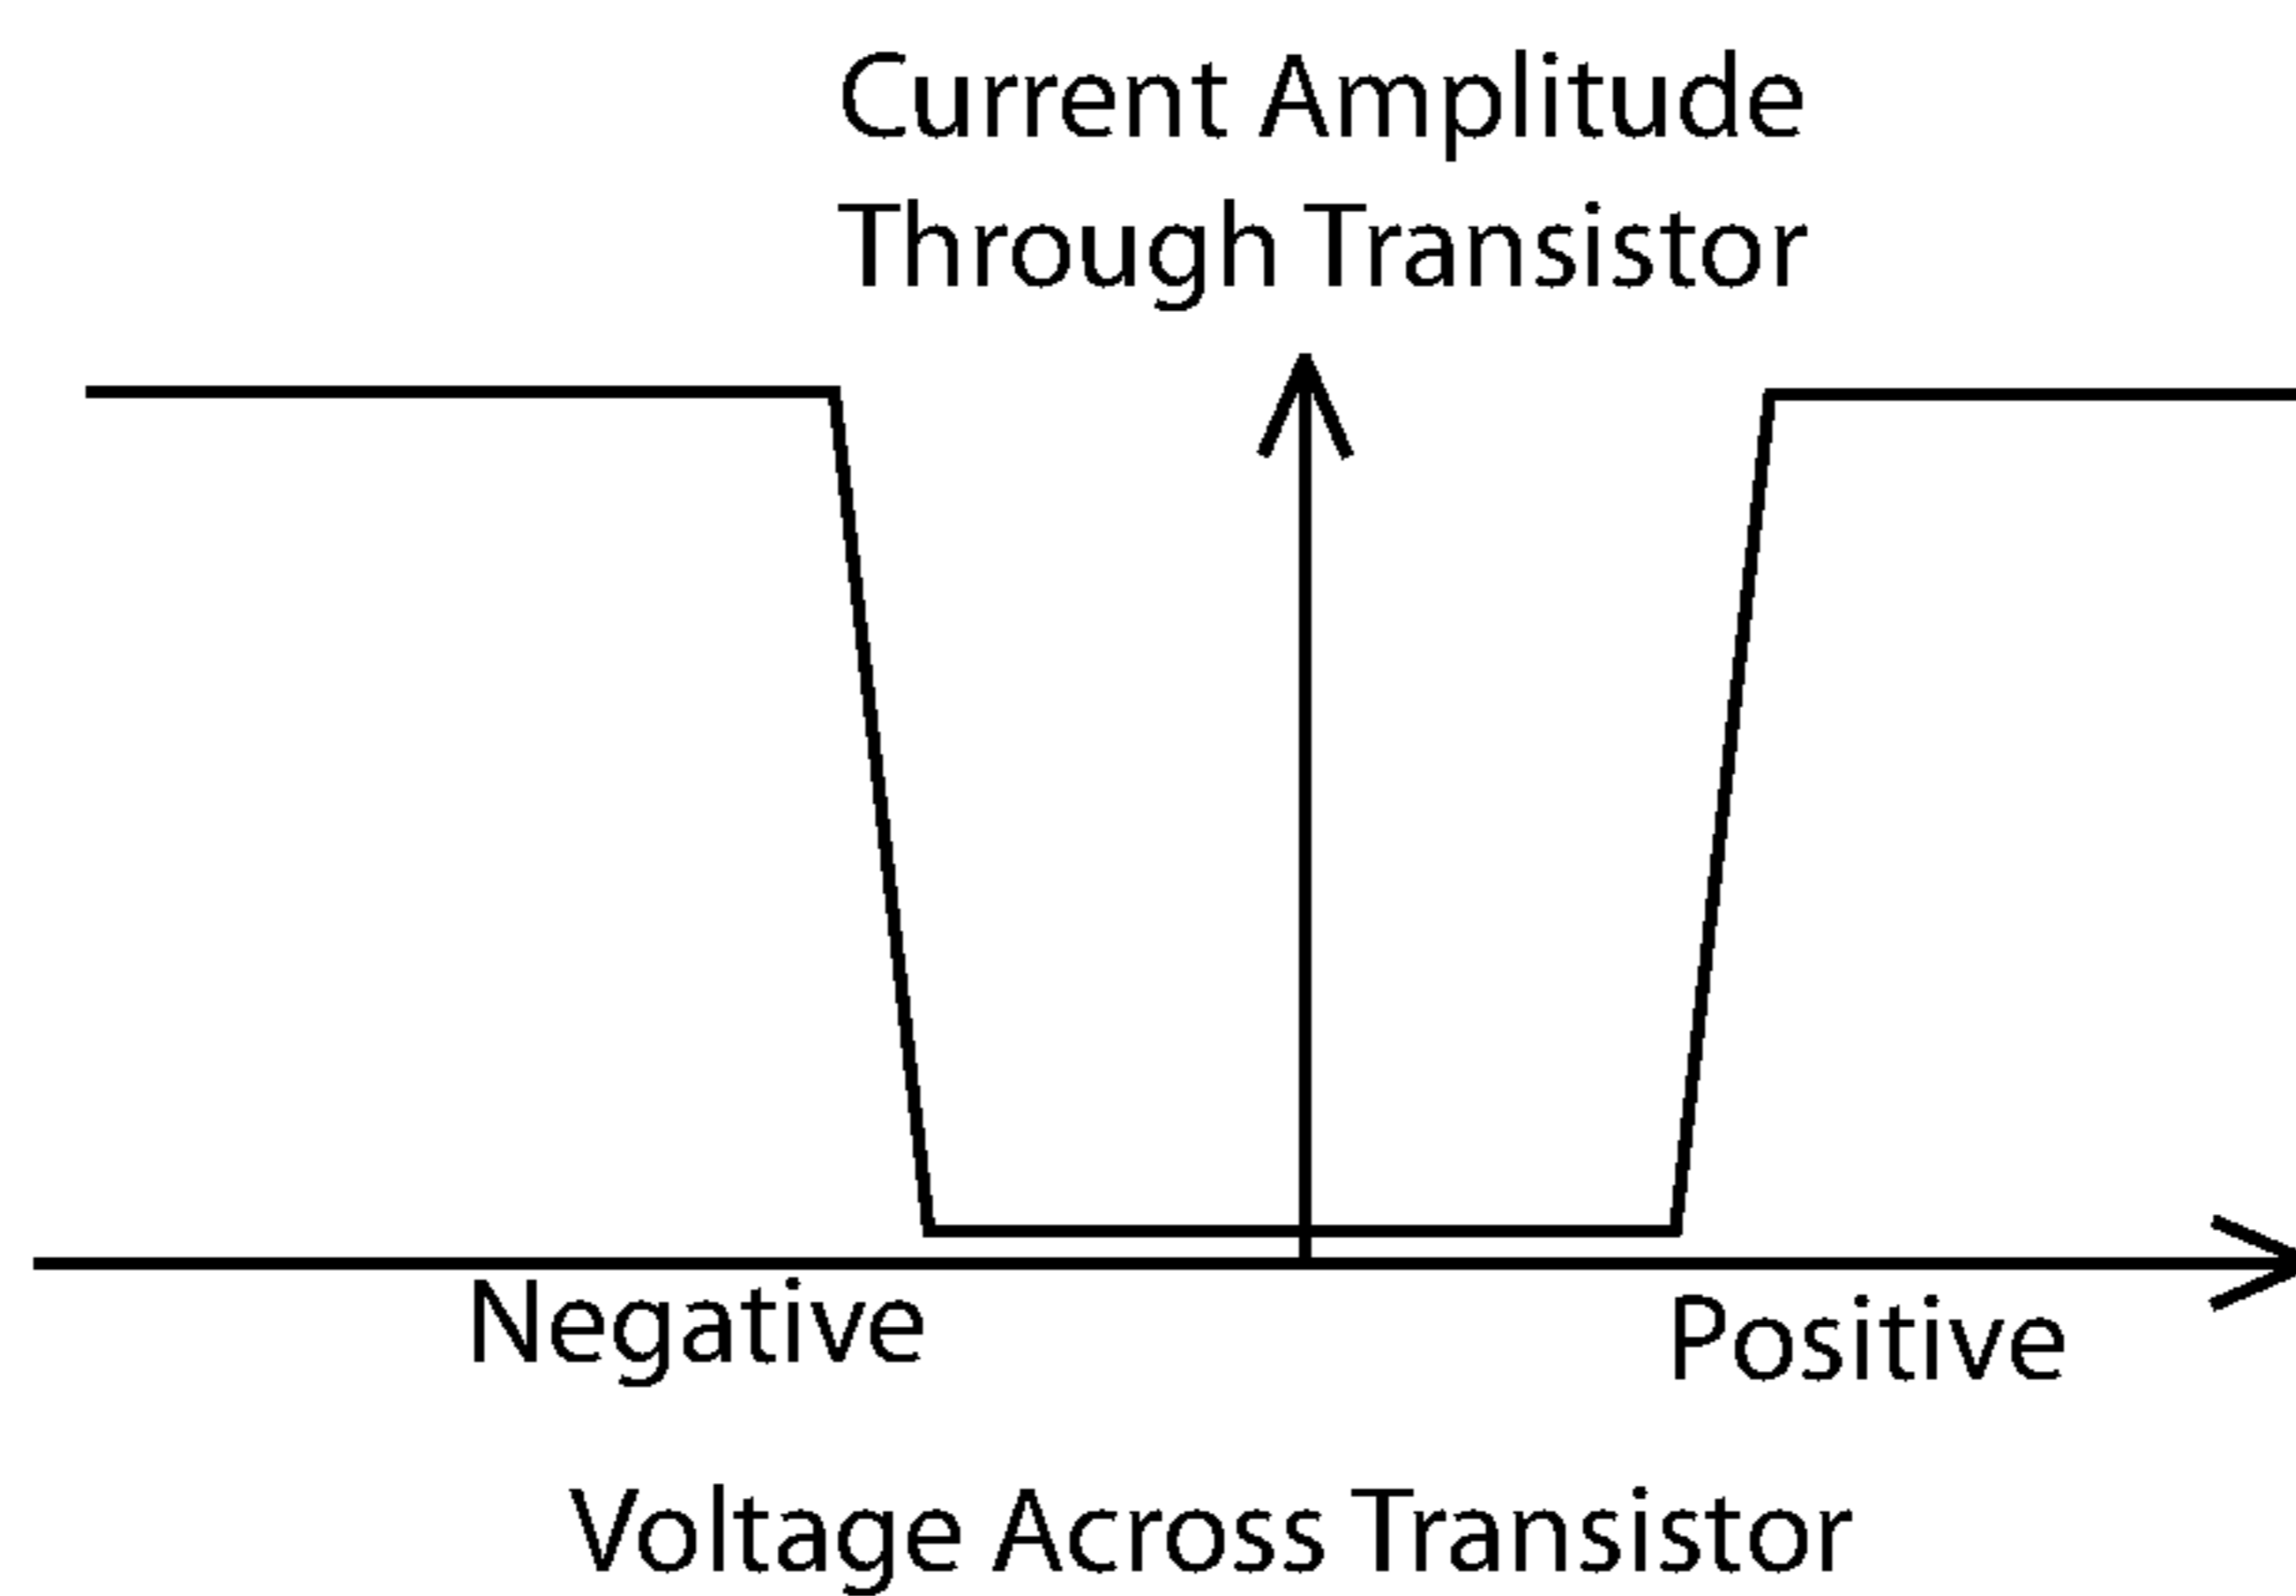 Current Amplitude
Through Transistor
Negative
Positive
Voltage Across Transistor